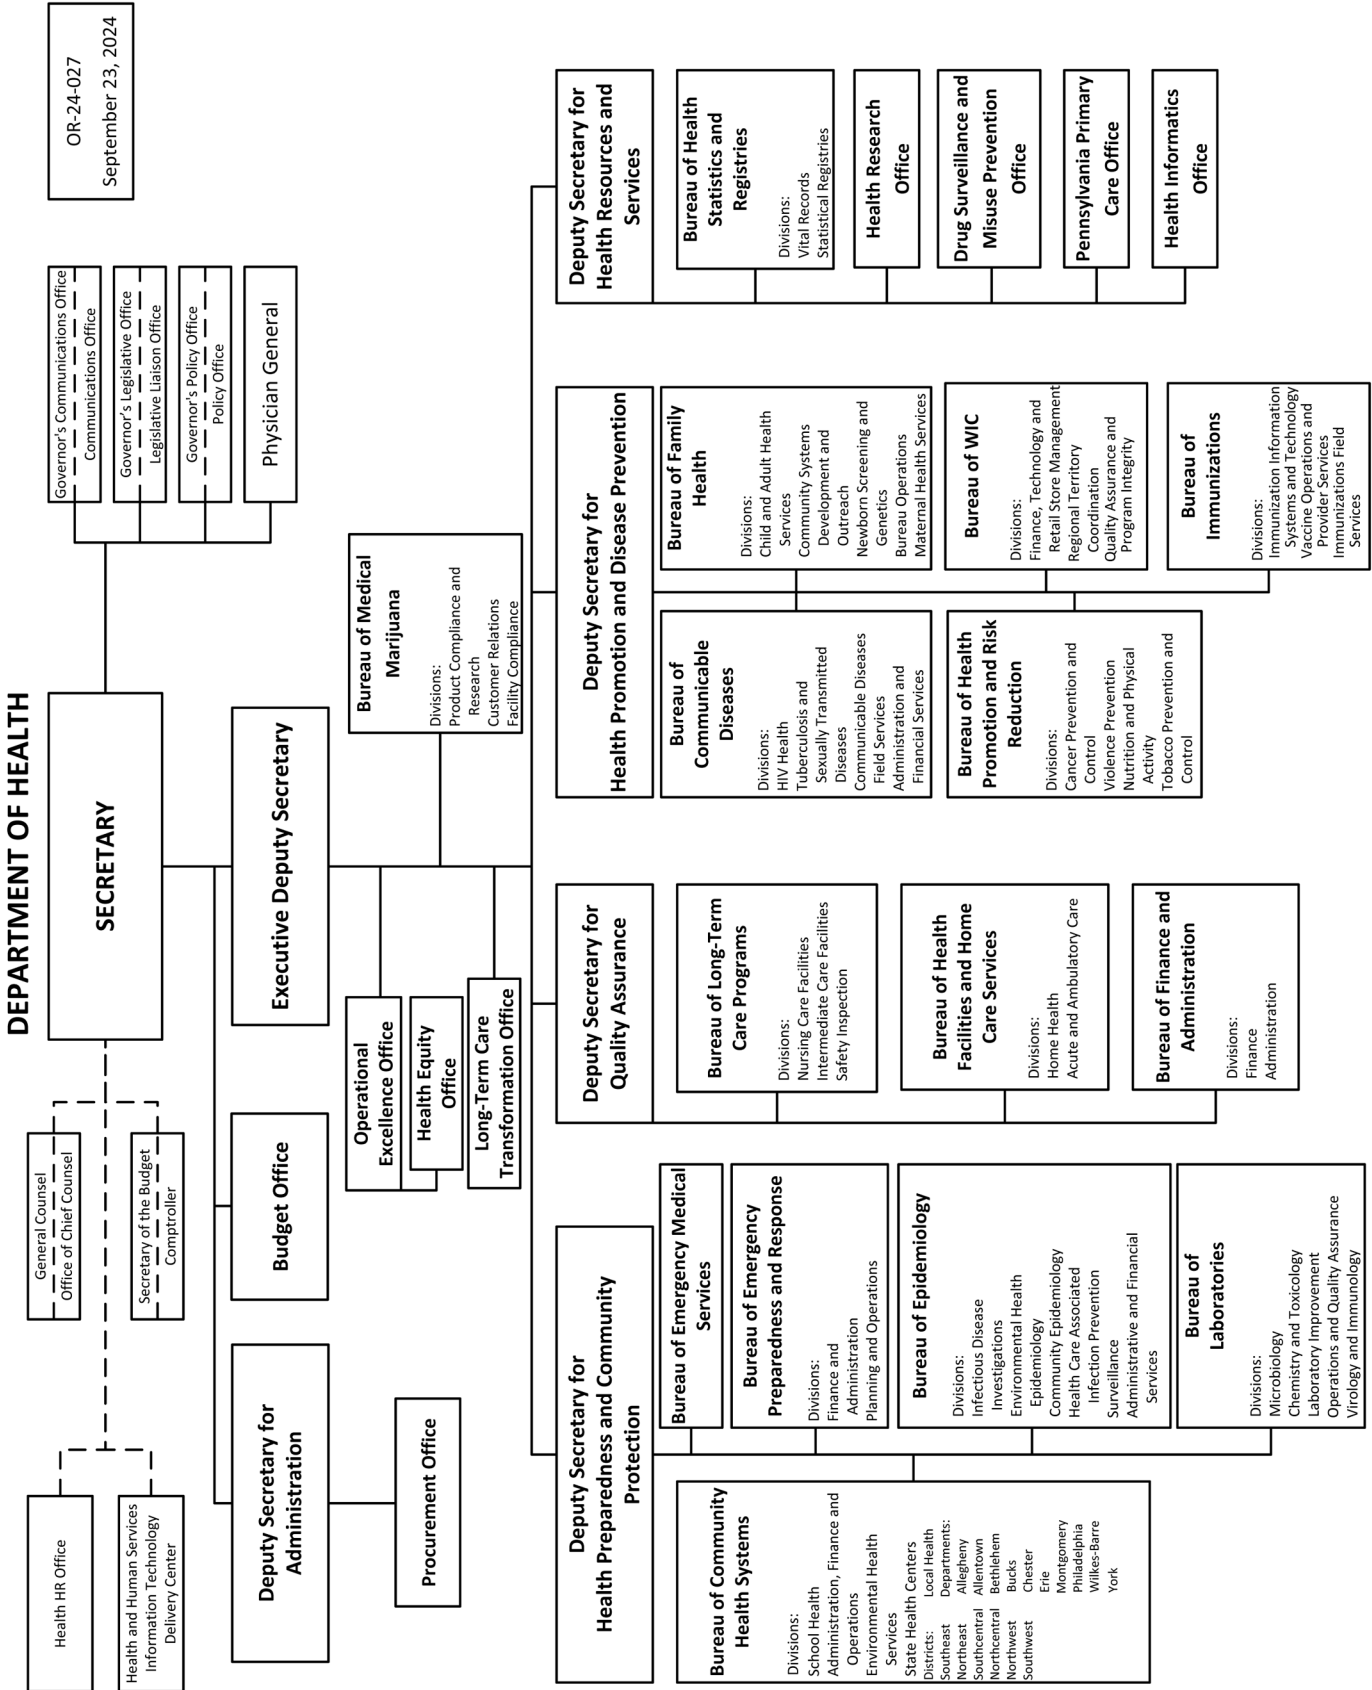 DEPARTMENT OF HEALTH
OR-24-027
September 23, 2024
Health HR Office
Health and Human Services
Information Technology
Delivery Center
General Counsel
Office of Chief Counsel
Secretary of the Budget
Comptroller
SECRETARY
Governor's Communications Office
Communications Office
Governor's Legislative Office
Legislative Liaison Office
Governor's Policy Office
Policy Office
Physician General
Deputy Secretary for
Administration
Budget Office
Executive Deputy Secretary
Procurement Office
Operational
Excellence Office
Health Equity
Office
Long-Term Care
Transformation Office
Bureau of Medical
Marijuana
Divisions:
Product Compliance and
Research
Customer Relations
Facility Compliance
Deputy Secretary for
Health Preparedness and Community
Protection
Bureau of Community
Health Systems
Divisions:
School Health
Administration, Finance and
Operations
Environmental Health
Services
State Health Centers
Districts:
Southeast
Northeast
Southcentral
Northcentral
Northwest
Southwest
Local Health
Departments:
Allegheny
Allentown
Bethlehem
Bucks
Chester
Erie
Montgomery
Philadelphia
Wilkes-Barre
York
Bureau of Emergency Medical
Services
Bureau of Emergency
Preparedness and Response
Divisions:
Finance and
Administration
Planning and Operations
Bureau of Epidemiology
Divisions:
Infectious Disease
Investigations
Environmental Health
Epidemiology
Community Epidemiology
Health Care Associated
Infection Prevention
Surveillance
Administrative and Financial
Services
Bureau of
Laboratories
Divisions:
Microbiology
Chemistry and Toxicology
Laboratory Improvement
Operations and Quality Assurance
Virology and Immunology
Deputy Secretary for
Quality Assurance
Bureau of Long-Term
Care Programs
Divisions:
Nursing Care Facilities
Intermediate Care Facilities
Safety Inspection
Bureau of Health
Facilities and Home
Care Services
Divisions:
Home Health
Acute and Ambulatory Care
Bureau of Finance and
Administration
Divisions:
Finance
Administration
Deputy Secretary for
Health Promotion and Disease Prevention
Bureau of
Communicable
Diseases
Divisions:
HIV Health
Tuberculosis and
Sexually Transmitted
Diseases
Communicable Diseases
Field Services
Administration and
Financial Services
Bureau of Health
Promotion and Risk
Reduction
Divisions:
Cancer Prevention and
Control
Violence Prevention
Nutrition and Physical
Activity
Tobacco Prevention and
Control
Bureau of Family
Health
Divisions:
Child and Adult Health
Services
Community Systems
Development and
Outreach
Newborn Screening and
Genetics
Bureau Operations
Maternal Health Services
Bureau of WIC
Divisions:
Finance, Technology and
Retail Store Management
Regional Territory
Coordination
Quality Assurance and
Program Integrity
Bureau of
Immunizations
Divisions:
Immunization Information
Systems and Technology
Vaccine Operations and
Provider Services
Immunizations Field
Services
Deputy Secretary for
Health Resources and
Services
Bureau of Health
Statistics and
Registries
Divisions:
Vital Records
Statistical Registries
Health Research
Office
Drug Surveillance and
Misuse Prevention
Office
Pennsylvania Primary
Care Office
Health Informatics
Office